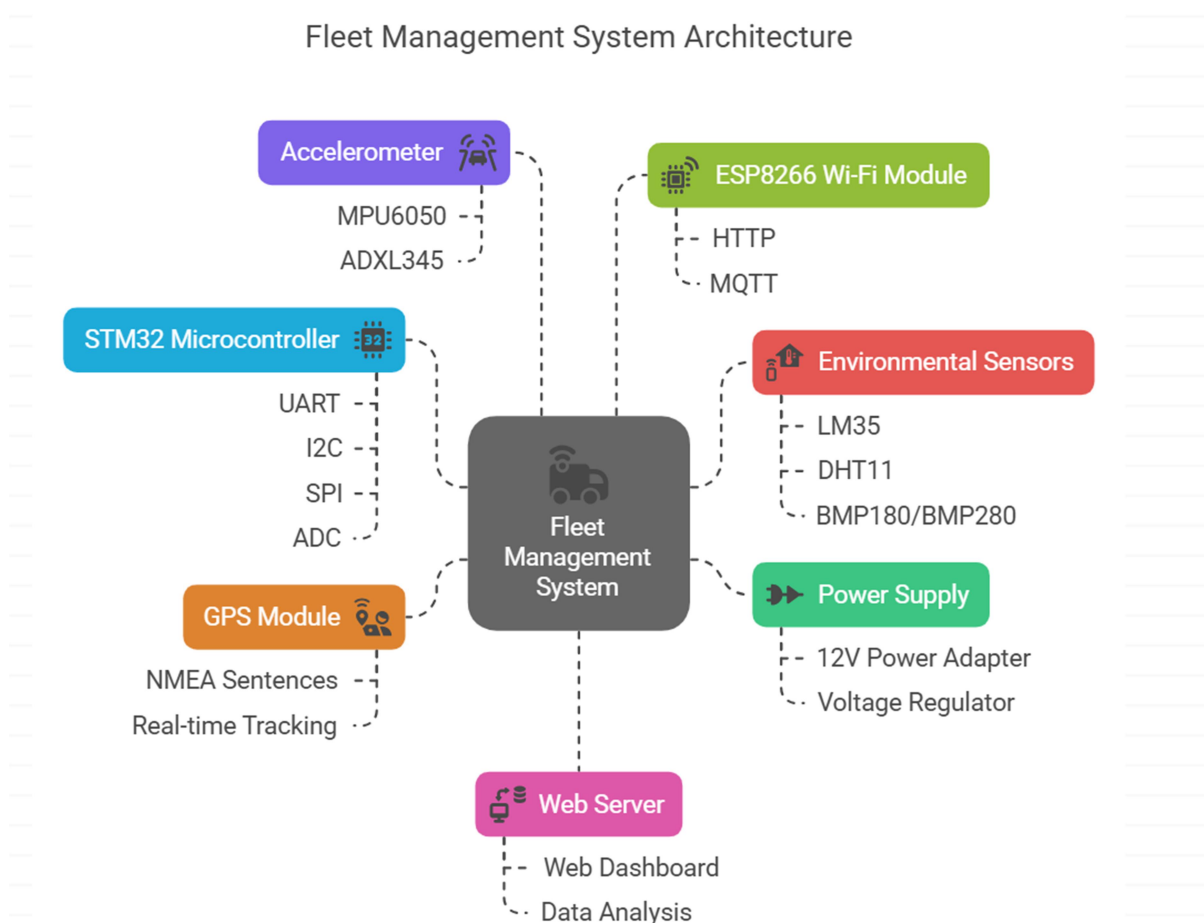 Fleet Management System Architecture
Accelerometer
MPU6050
ADXL345
ESP8266 Wi-Fi Module
HTTP
MQTT
STM32 Microcontroller
32
UART
I2C
SPI
ADC
Environmental Sensors
LM35
DHT11
BMP180/BMP280
Fleet
Management
System
GPS Module
NMEA Sentences
Real-time Tracking
Power Supply
12V Power Adapter
Voltage Regulator
Web Server
Web Dashboard
Data Analysis